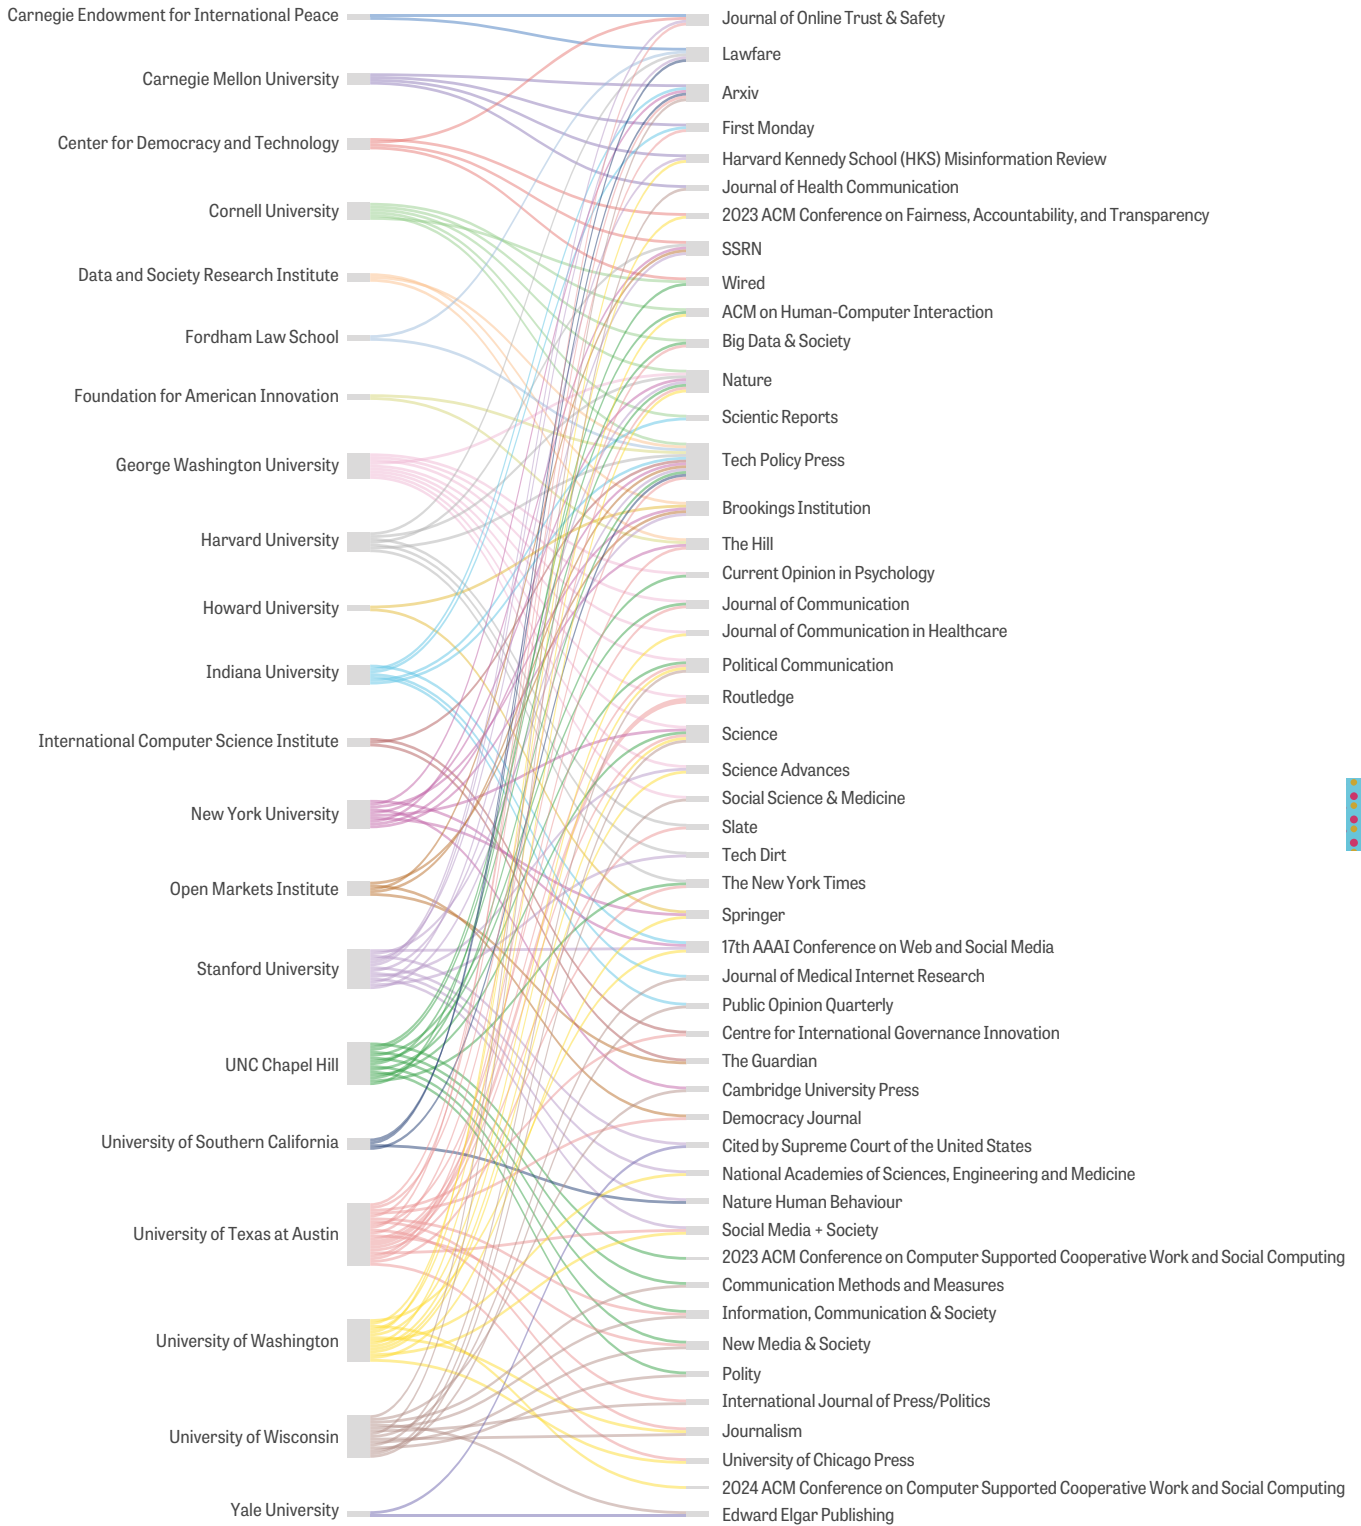 Carnegie Endowment for International Peace
Carnegie Mellon University
Center for Democracy and Technology
Cornell University
Data and Society Research Institute
Fordham Law School
Foundation for American Innovation
George Washington University
Harvard University
Howard University
Indiana University
International Computer Science Institute
New York University
Open Markets Institute
Stanford University
UNC Chapel Hill
University of Southern California
University of Texas at Austin
University of Washington
University of Wisconsin
Yale University
Journal of Online Trust & Safety
Lawfare
Arxiv
First Monday
Harvard Kennedy School (HKS) Misinformation Review
Journal of Health Communication
2023 ACM Conference on Fairness, Accountability, and Transparency
SSRN
Wired
ACM on Human-Computer Interaction
Big Data & Society
Nature
Scientic Reports
Tech Policy Press
Brookings Institution
The Hill
Current Opinion in Psychology
Journal of Communication
Journal of Communication in Healthcare
Political Communication
Routledge
Science
Science Advances
Social Science & Medicine
Slate
Tech Dirt
The New York Times
Springer
17th AAAI Conference on Web and Social Media
Journal of Medical Internet Research
Public Opinion Quarterly
Centre for International Governance Innovation
The Guardian
Cambridge University Press
Democracy Journal
Cited by Supreme Court of the United States
National Academies of Sciences, Engineering and Medicine
Nature Human Behaviour
Social Media + Society
2023 ACM Conference on Computer Supported Cooperative Work and Social Computing
Communication Methods and Measures
Information, Communication & Society
New Media & Society
Polity
International Journal of Press/Politics
Journalism
University of Chicago Press
2024 ACM Conference on Computer Supported Cooperative Work and Social Computing
Edward Elgar Publishing